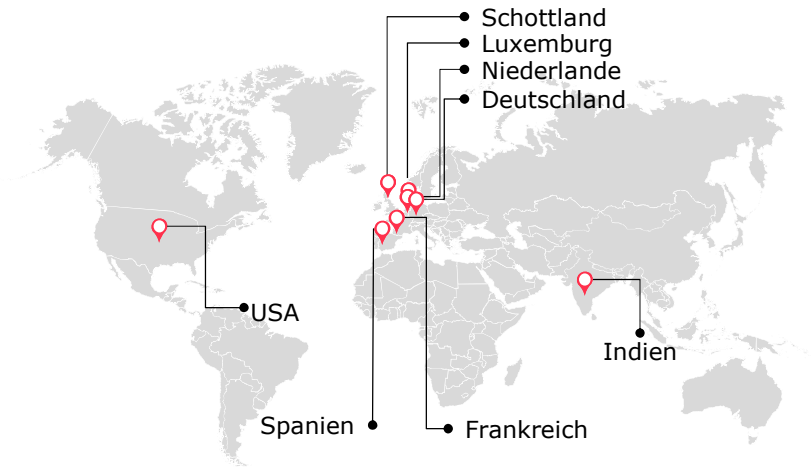 Schottland
Luxemburg
Niederlande
Deutschland
USA
Indien
Spanien
Frankreich